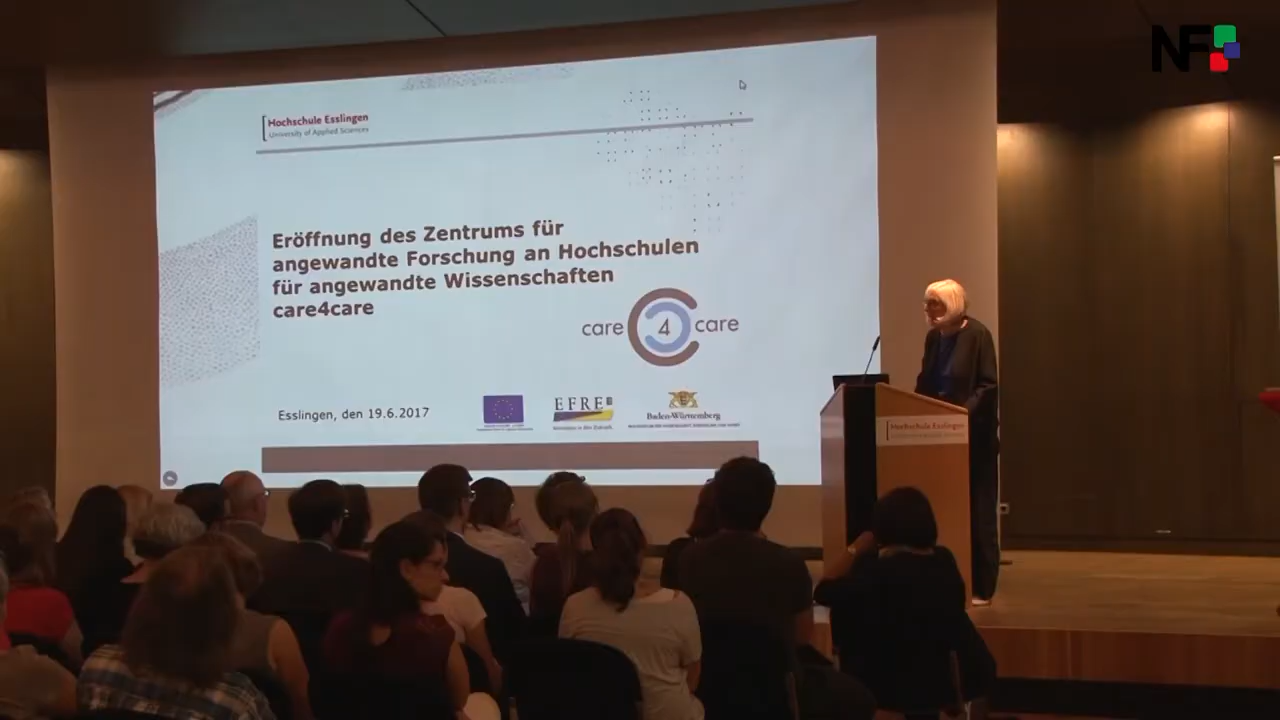 NF
Hochschule Esslingen
University of Applied Sciences
Eröffnung des Zentrums für
angewandte Forschung an Hochschulen
für angewandte Wissenschaften
care4care
care 4 care
Esslingen, den 19.6.2017
EFRE
Baden-Württemberg
Hochschule Esslingen